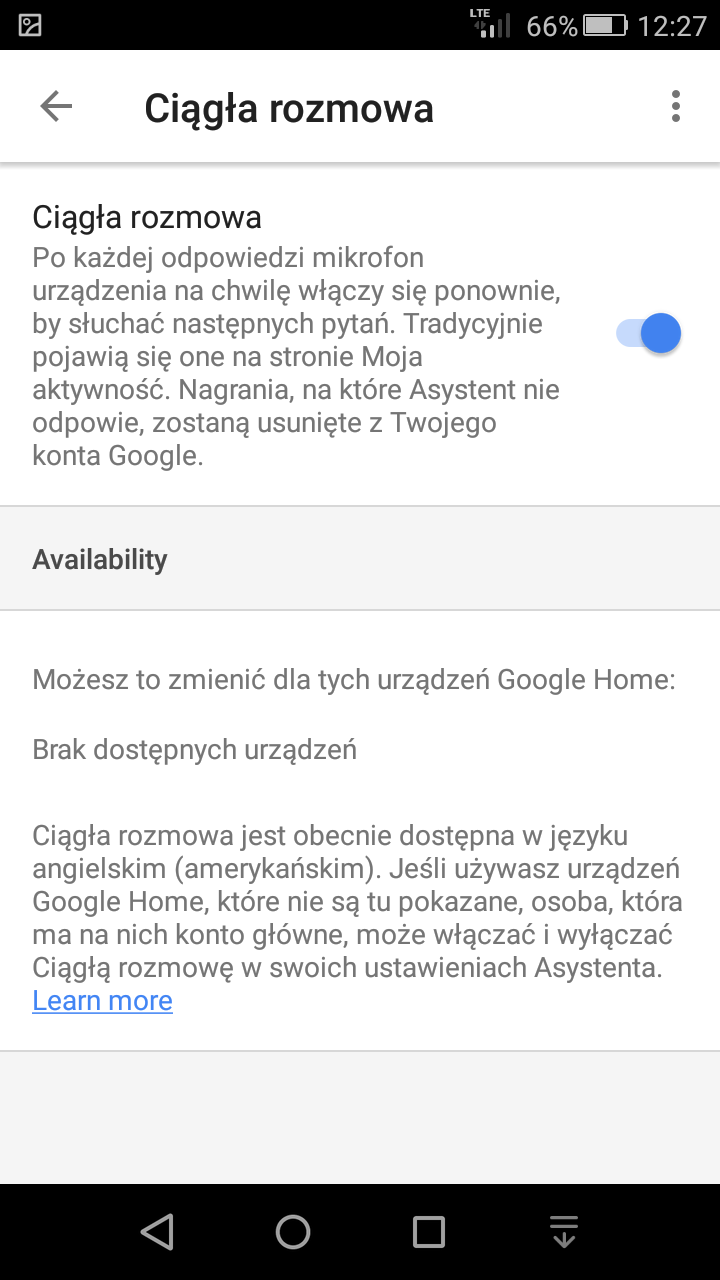 LTE 66% 12:27
Ciągła rozmowa
Ciągła rozmowa
Po każdej odpowiedzi mikrofon
urządzenia na chwilę włączy się ponownie,
by słuchać następnych pytań. Tradycyjnie
pojawią się one na stronie Moja
aktywność. Nagrania, na które Asystent nie
odpowie, zostaną usunięte z Twojego
konta Google.
Availability
Możesz to zmienić dla tych urządzeń Google Home:
Brak dostępnych urządzeń
Ciągła rozmowa jest obecnie dostępna w języku
angielskim (amerykańskim). Jeśli używasz urządzeń
Google Home, które nie są tu pokazane, osoba, która
ma na nich konto główne, może włączać i wyłączać
Ciągłą rozmowę w swoich ustawieniach Asystenta.
Learn more